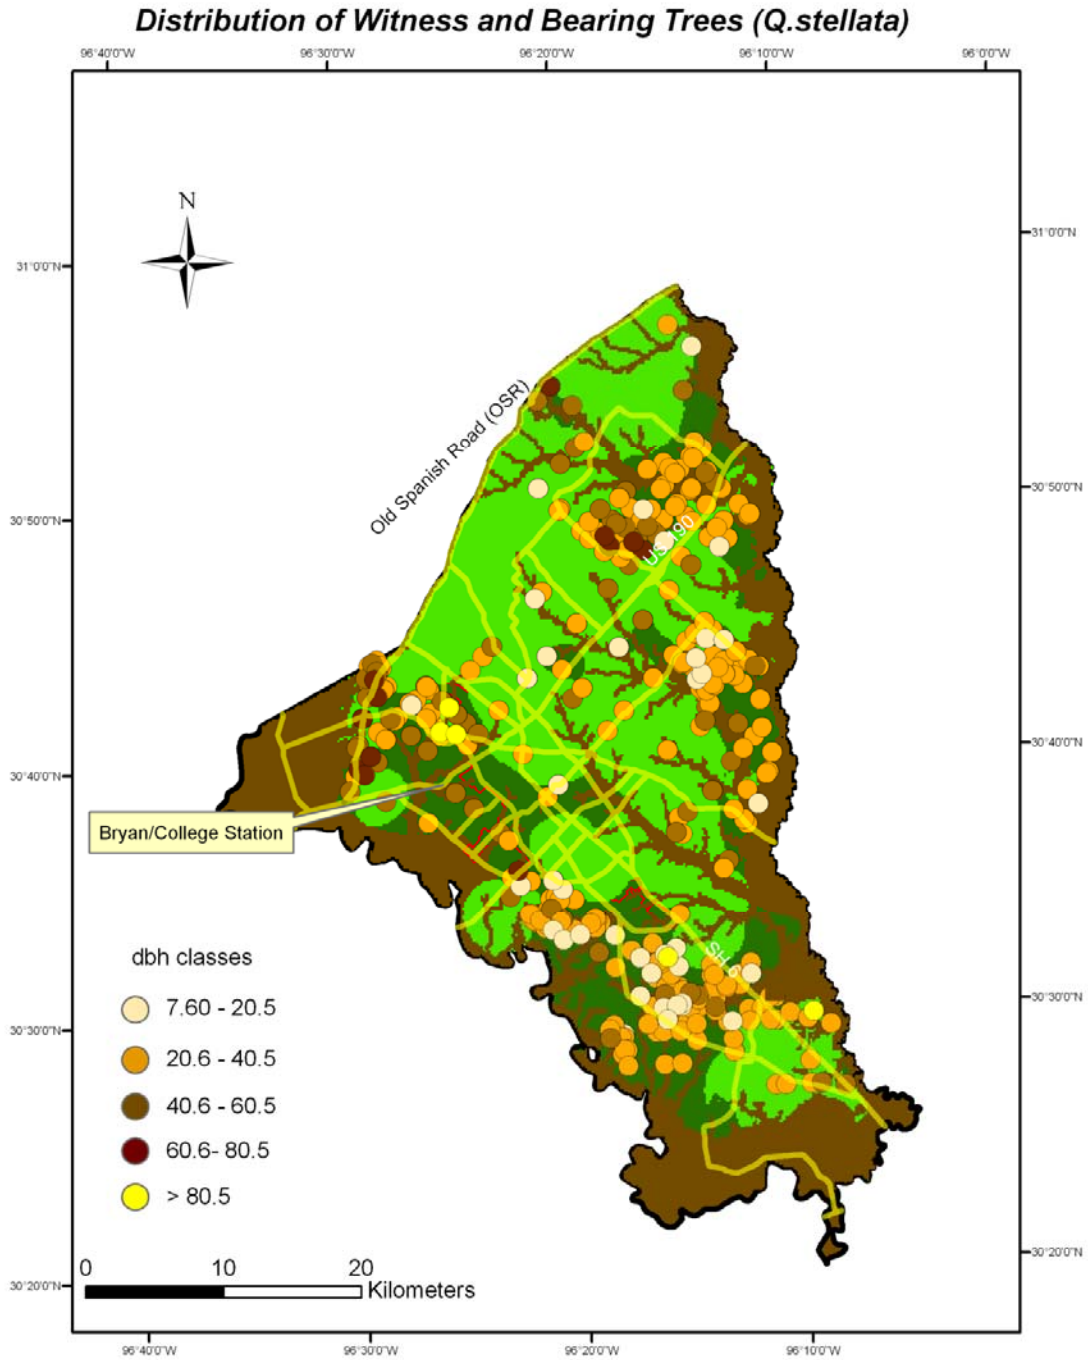 Distribution of Witness and Bearing Trees (Q.stellata)
96°40'0"W 96°30'0"W 96°20'0"W 96°10'0"W 96°0'0"W
N
31°0'0"N
31°0'0"N
Old Spanish Road (OSR)
30°50'0"N
30°50'0"N
US 190
30°40'0"N
30°40'0"N
Bryan/College Station
SH 6
dbh classes
7.60 - 20.5
20.6 - 40.5
40.6 - 60.5
60.6- 80.5
> 80.5
30°30'0"N
30°30'0"N
30°20'0"N
30°20'0"N
0 10 20
Kilometers
96°40'0"W 96°30'0"W 96°20'0"W 96°10'0"W